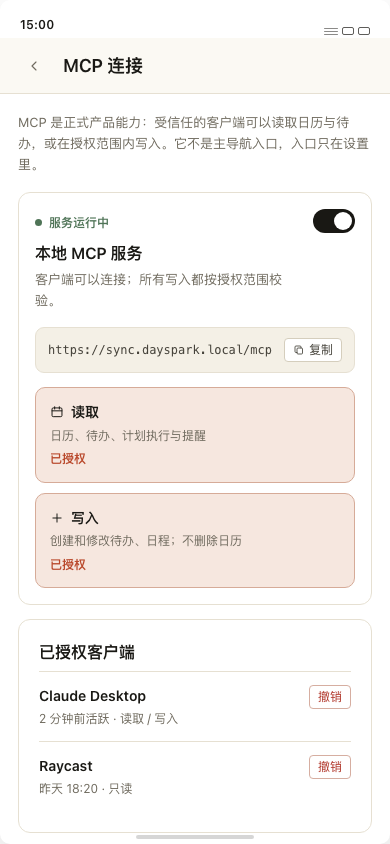 15:00
MCP 连接
MCP 是正式产品能力：受信任的客户端可以读取日历与待
办，或在授权范围内写入。它不是主导航入口，入口只在设置
里。
服务运行中
本地 MCP 服务
客户端可以连接；所有写入都按授权范围校
验。
https://sync.dayspark.local/mcp 复制
读取
日历、待办、计划执行与提醒
已授权
写入
创建和修改待办、日程；不删除日历
已授权
已授权客户端
Claude Desktop 撤销
2 分钟前活跃 · 读取 / 写入
Raycast 撤销
昨天 18:20 · 只读